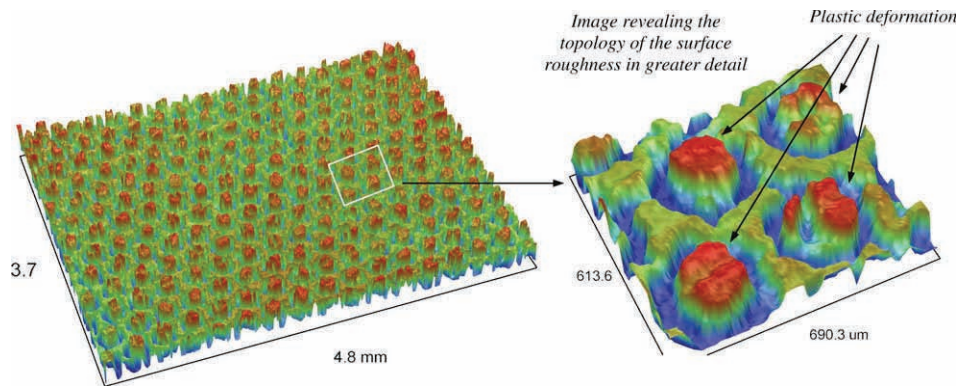 Image revealing the
topology of the surface
roughness in greater detail
Plastic deformation
3.7
4.8 mm
613.6
690.3 um